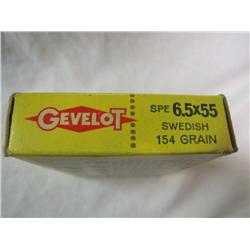 GEVELOT
SPE 6.5x55
SWEDISH
154 GRAIN